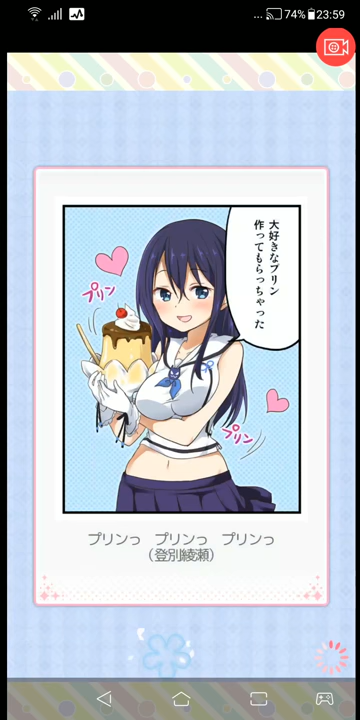 ... 74% 23:59
大好きなプリン
作ってもらっちゃった
プリン
プリン
プリンっ プリンっ プリンっ
(登別綾瀬)